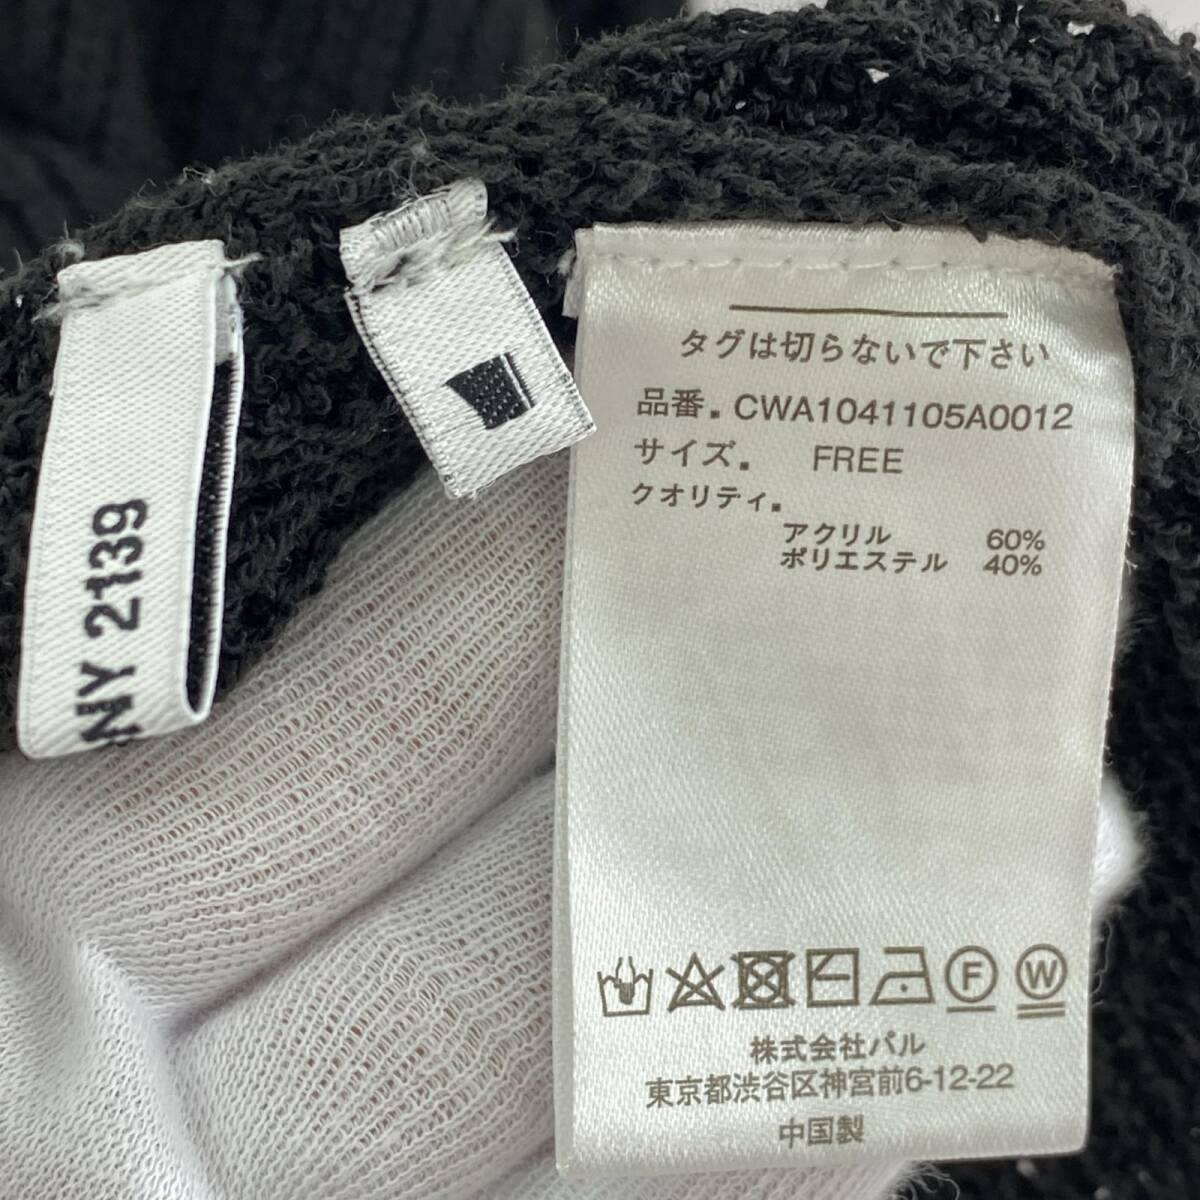 NY 2139
タグは切らないで下さい
品番. CWA1041105A0012
サイズ. FREE
クオリティ.
アクリル 60%
ポリエステル 40%
F W
株式会社パル
東京都渋谷区神宮前6-12-22
中国製